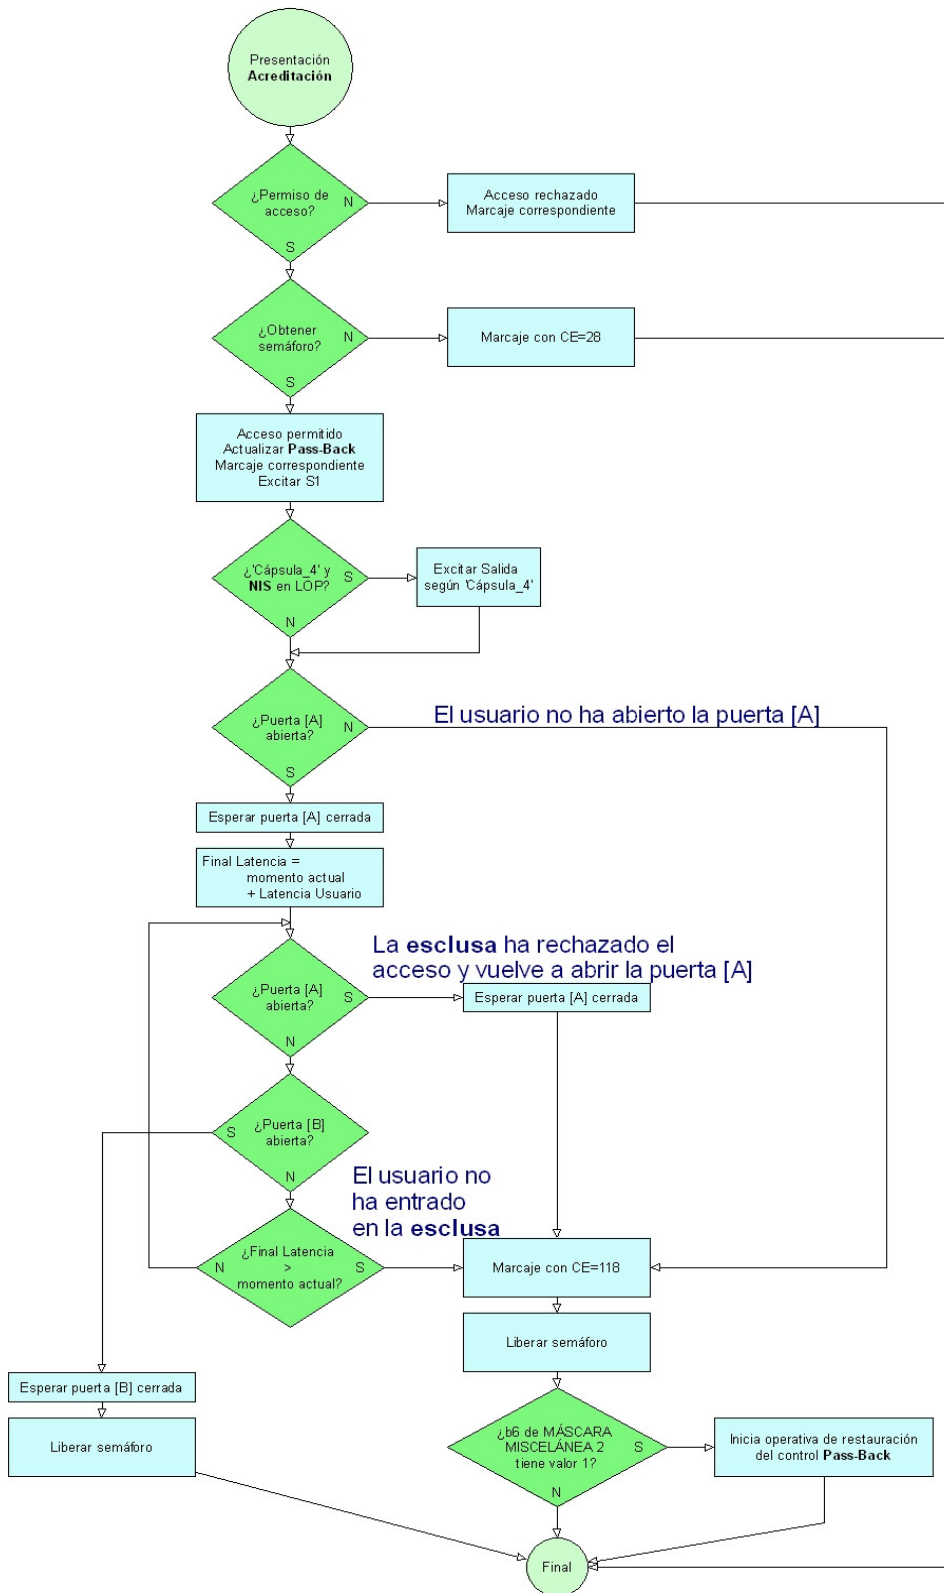 Presentación
Acreditación
¿Permiso de
acceso?
N
S
Acceso rechazado
Marcaje correspondiente
¿Obtener
semáforo?
N
S
Marcaje con CE=28
Acceso permitido
Actualizar Pass-Back
Marcaje correspondiente
Excitar S1
¿'Cápsula_4' y
NIS en LOP?
S
N
Excitar Salida
según 'Cápsula_4'
¿Puerta [A]
abierta?
N
S
El usuario no ha abierto la puerta [A]
Esperar puerta [A] cerrada
Final Latencia =
momento actual
+ Latencia Usuario
La esclusa ha rechazado el
acceso y vuelve a abrir la puerta [A]
¿Puerta [A]
abierta?
S
N
Esperar puerta [A] cerrada
¿Puerta [B]
abierta?
S
N
El usuario no
ha entrado
en la esclusa
¿Final Latencia
>
momento actual?
N
S
Marcaje con CE=118
Liberar semáforo
Esperar puerta [B] cerrada
Liberar semáforo
¿b6 de MÁSCARA
MISCELÁNEA 2
tiene valor 1?
S
N
Inicia operativa de restauración
del control Pass-Back
Final